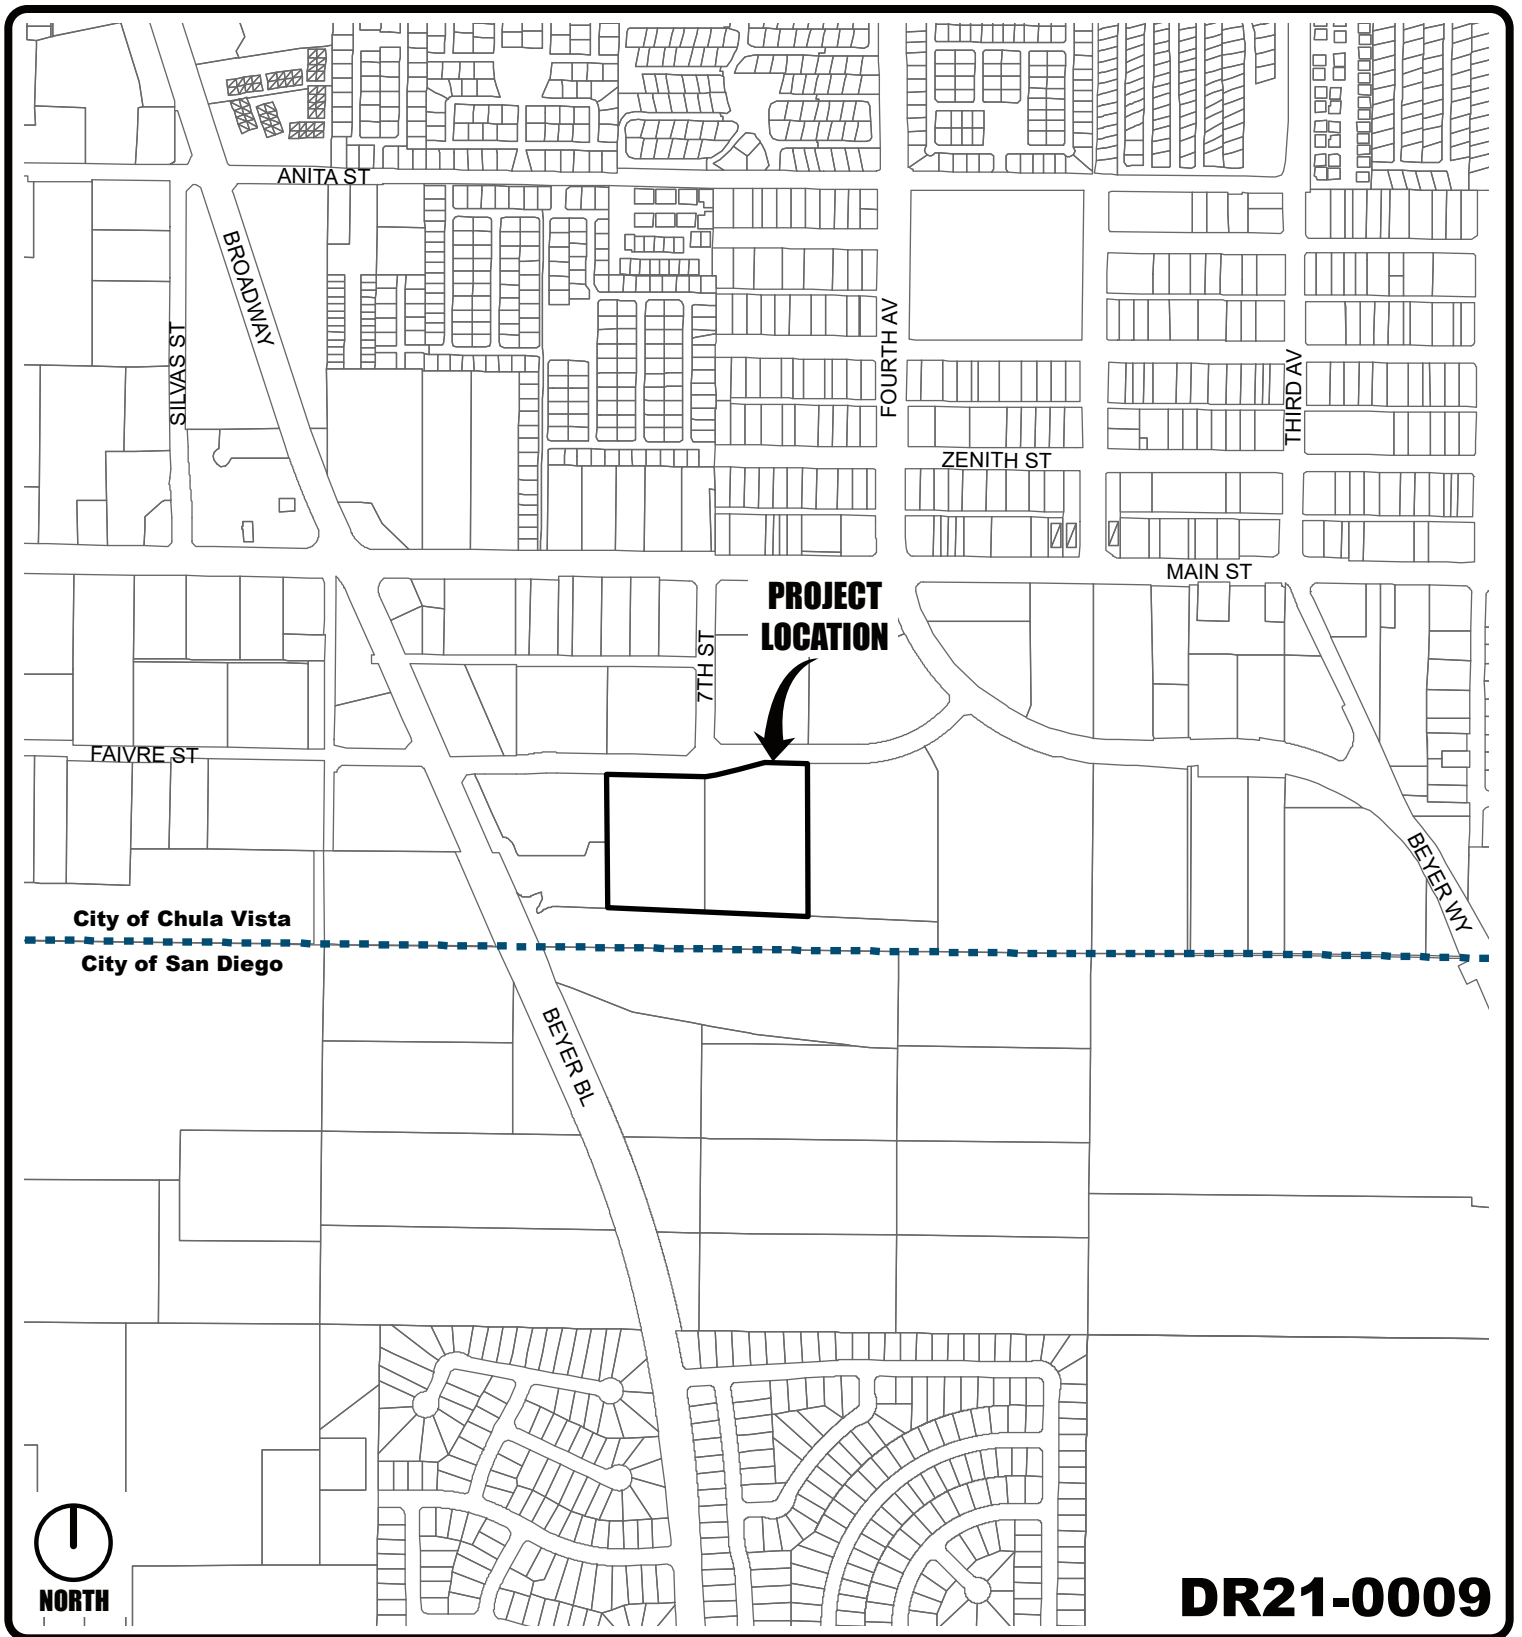 ANITA ST
BROADWAY
SILVAS ST
FOURTH AV
THIRD AV
ZENITH ST
MAIN ST
PROJECT
LOCATION
7TH ST
FAIVRE ST
BEYER WY
City of Chula Vista
City of San Diego
BEYER BL
NORTH
DR21-0009